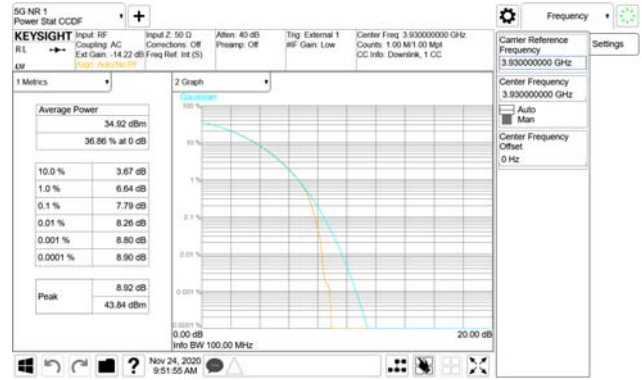 5G NR 1
Power Stat CCDF
KEYSIGHT
RL
Input: RF
Coupling: AC
Ext Gain: -14.22 dB
Align: Auto/No RF
Input Z: 50 Ω
Corrections: Off
Freq Ref: Int (S)
Atten: 40 dB
Preamp: Off
Trig: External 1
#IF Gain: Low
Center Freq: 3.930000000 GHz
Counts: 1.00 M/1.00 Mpt
CC Info: Downlink, 1 CC
1 Metrics
Average Power
34.92 dBm
36.86 % at 0 dB
10.0 % 3.67 dB
1.0 % 6.64 dB
0.1 % 7.79 dB
0.01 % 8.26 dB
0.001 % 8.80 dB
0.0001 % 8.90 dB
Peak
8.92 dB
43.84 dBm
2 Graph
Gaussian
100 %
10 %
1 %
0.1 %
0.01 %
0.001 %
0.0001 %
0.00 dB
20.00 dB
Info BW 100.00 MHz
Nov 24, 2020
9:51:55 AM
Frequency
Settings
Carrier Reference
Frequency
3.930000000 GHz
Center Frequency
3.930000000 GHz
Auto
Man
Center Frequency
Offset
0 Hz